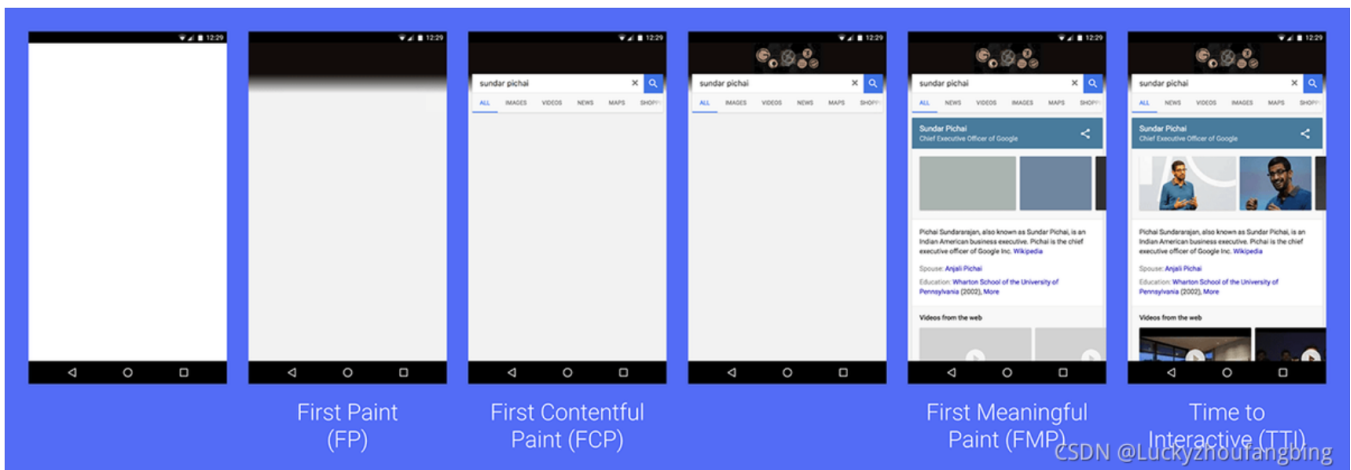 12:29
12:29
12:29
sundar pichai
ALL IMAGES VIDEOS NEWS MAPS SHOPPI
12:29
sundar pichai
ALL IMAGES VIDEOS NEWS MAPS SHOPPI
12:29
sundar pichai
ALL NEWS VIDEOS IMAGES MAPS SHOPPI
Sundar Pichai
Chief Executive Officer of Google
Pichai Sundararajan, also known as Sundar Pichai, is an
Indian American business executive. Pichai is the chief
executive officer of Google Inc. Wikipedia
Spouse: Anjali Pichai
Education: Wharton School of the University of
Pennsylvania (2002), More
Videos from the web
12:29
sundar pichai
ALL NEWS VIDEOS IMAGES MAPS SHOPPI
Sundar Pichai
Chief Executive Officer of Google
Pichai Sundararajan, also known as Sundar Pichai, is an
Indian American business executive. Pichai is the chief
executive officer of Google Inc. Wikipedia
Spouse: Anjali Pichai
Education: Wharton School of the University of
Pennsylvania (2002), More
Videos from the web
First Paint
(FP)
First Contentful
Paint (FCP)
First Meaningful
Paint (FMP)
Time to
Interactive (TTI)
CSDN @Luckyzhoufangbing